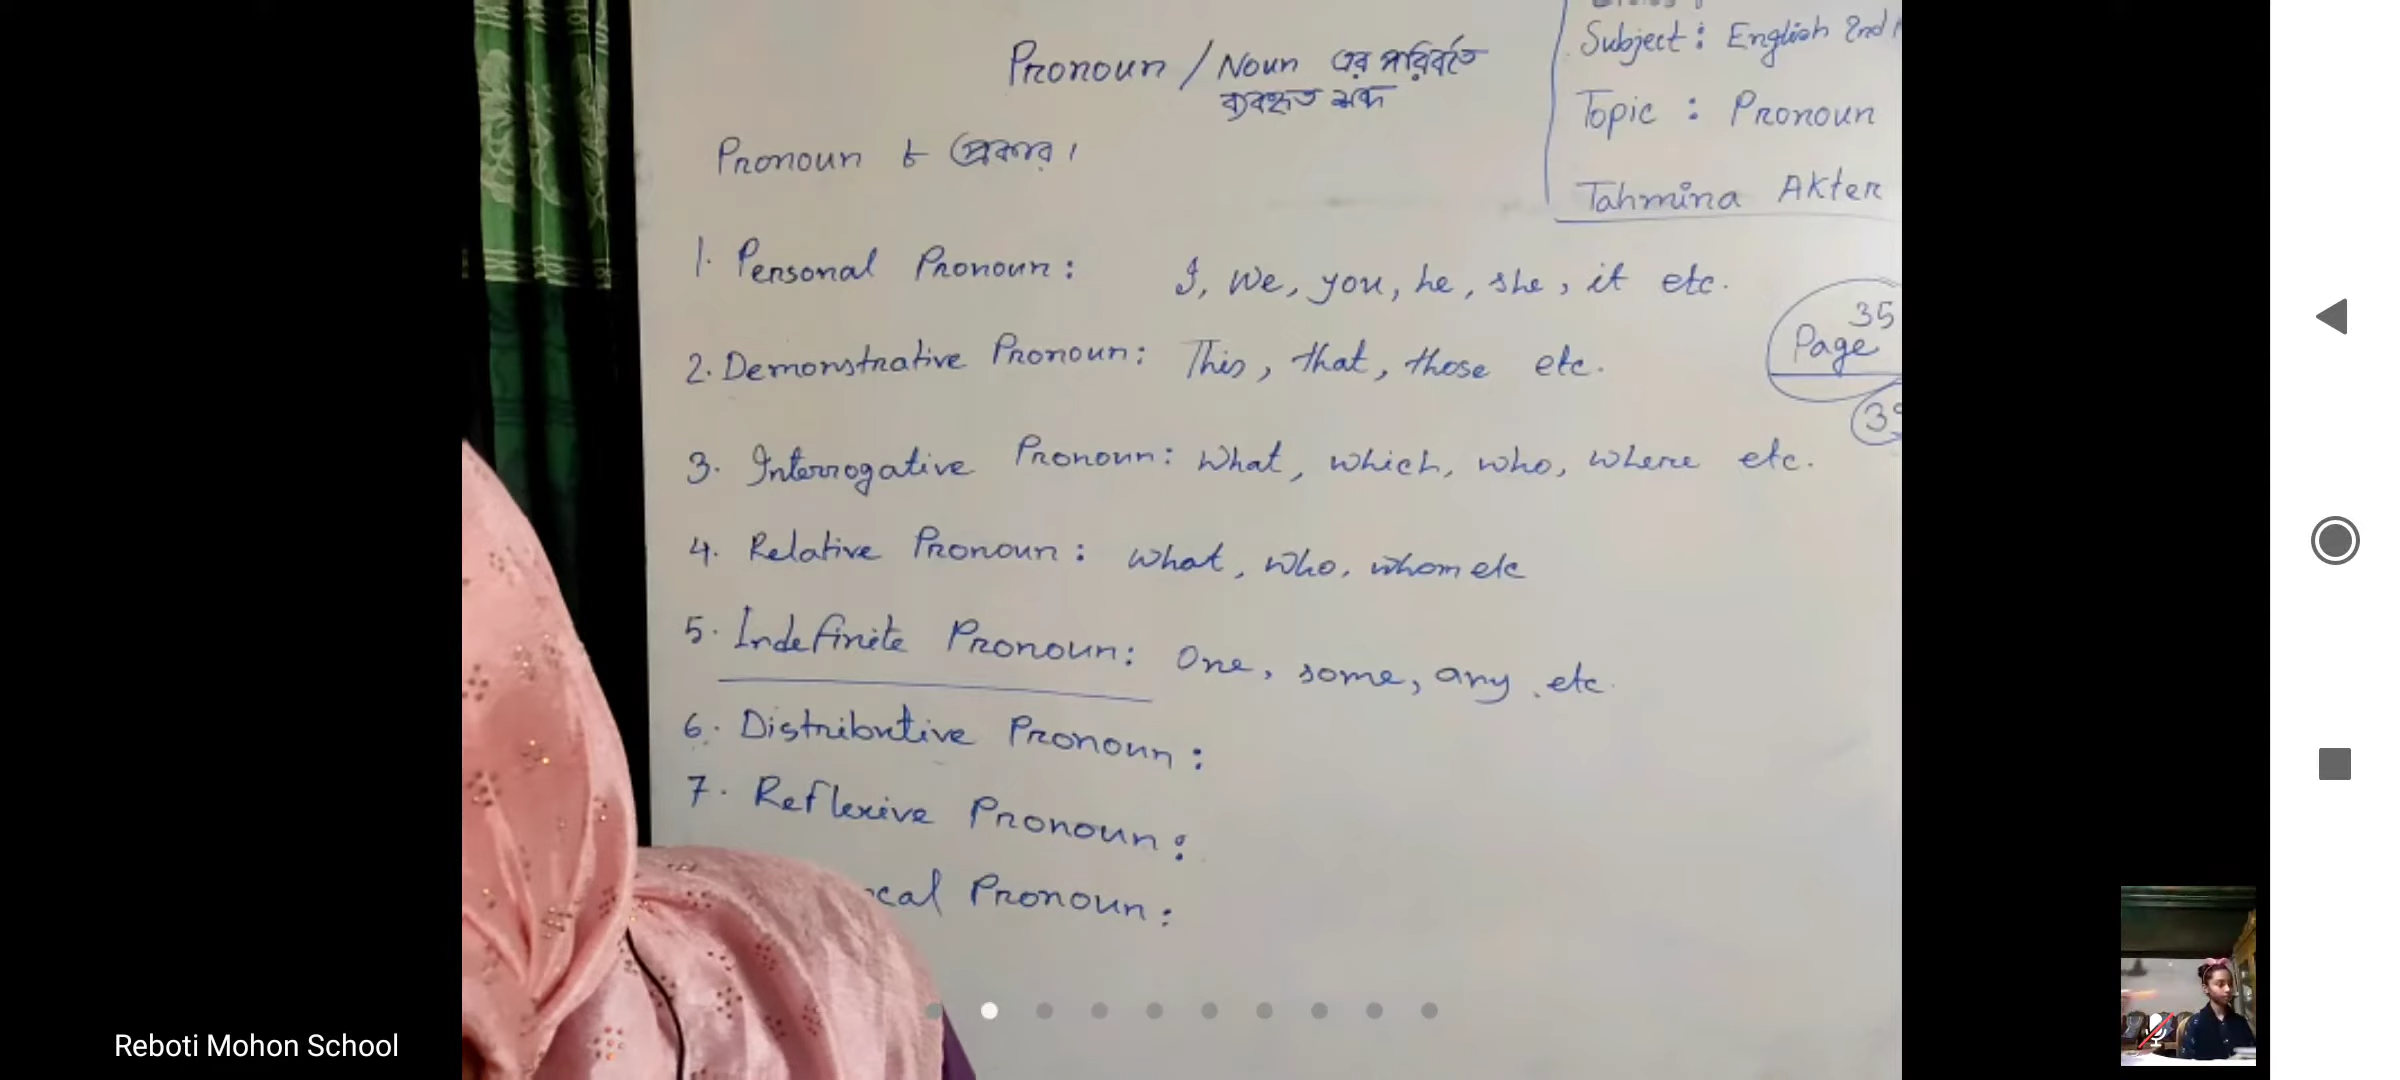 Pronoun / Noun এর পরিবর্তে
ব্যবহৃত শব্দ
Subject: English 2nd
Topic : Pronoun
Tahmina Akter
Pronoun ৮ প্রকার।
1. Personal Pronoun: I, We, you, he, she, it etc.
35
Page
2. Demonstrative Pronoun: This, that, those etc.
3. Interrogative Pronoun: What, which, who, where etc.
4. Relative Pronoun: What, who, whom etc
5. Indefinite Pronoun: One, some, any etc.
6. Distributive Pronoun:
7. Reflexive Pronoun:
cal Pronoun:
Reboti Mohon School